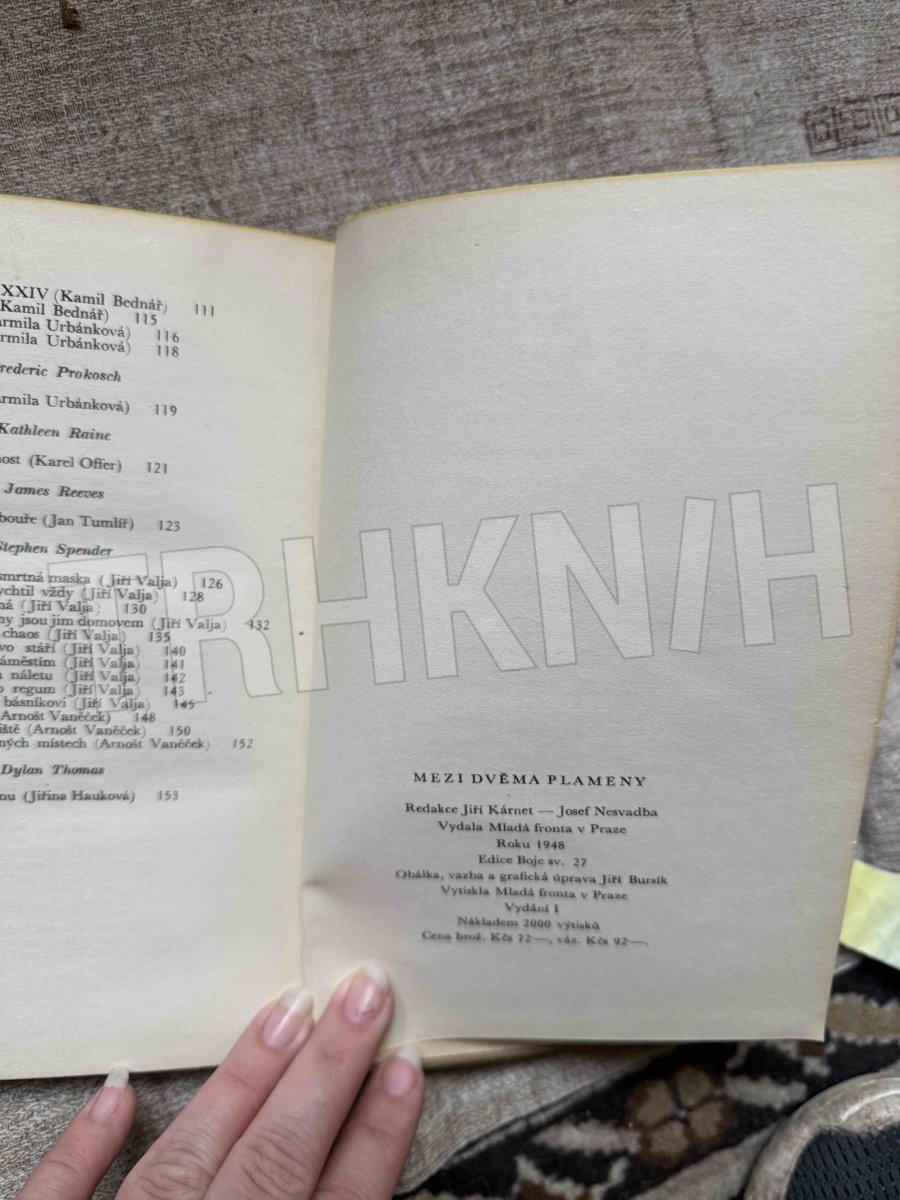 XXIV (Kamil Bednář) 111
Kamil Bednář) 115
armila Urbánková) 116
rmila Urbánková) 118
rederic Prokosch
armila Urbánková) 119
Kathleen Raine
ost (Karel Offer) 121
James Reeves
bouře (Jan Tumlíř) 123
Stephen Spender
smrtná maska (Jiří Valja) 126
ychtil vždy (Jiří Valja) 128
ná (Jiří Valja) 130
ny jsou jim domovem (Jiří Valja) 132
chaos (Jiří Valja) 135
vo stáří (Jiří Valja) 140
áměstím (Jiří Valja) 141
náletu (Jiří Valja) 142
o regum (Jiří Valja) 143
básníkovi (Jiří Valja) 145
Arnošt Vaněček) 148
iště (Arnošt Vaněček) 150
ných místech (Arnošt Vaněček) 152
Dylan Thomas
nu (Jiřina Hauková) 153
TRHKNIH
MEZI DVĚMA PLAMENY
Redakce Jiří Kárnet — Josef Nesvadba
Vydala Mladá fronta v Praze
Roku 1948
Edice Boje sv. 27
Obálka, vazba a grafická úprava Jiří Bursík
Vytiskla Mladá fronta v Praze
Vydání I
Nákladem 2000 výtisků
Cena brož. Kčs 72—, váz. Kčs 92—.